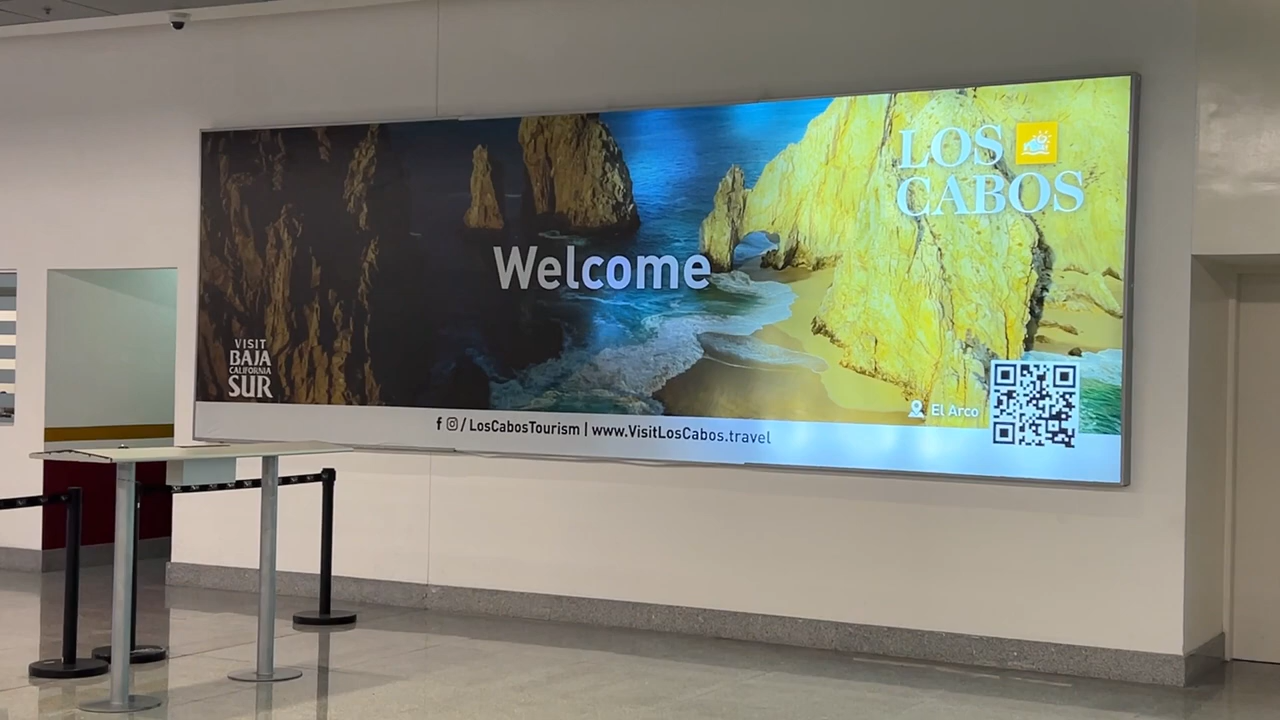 LOS
CABOS
Welcome
VISIT
BAJA
CALIFORNIA
SUR
El Arco
/ LosCabosTourism | www.VisitLosCabos.travel